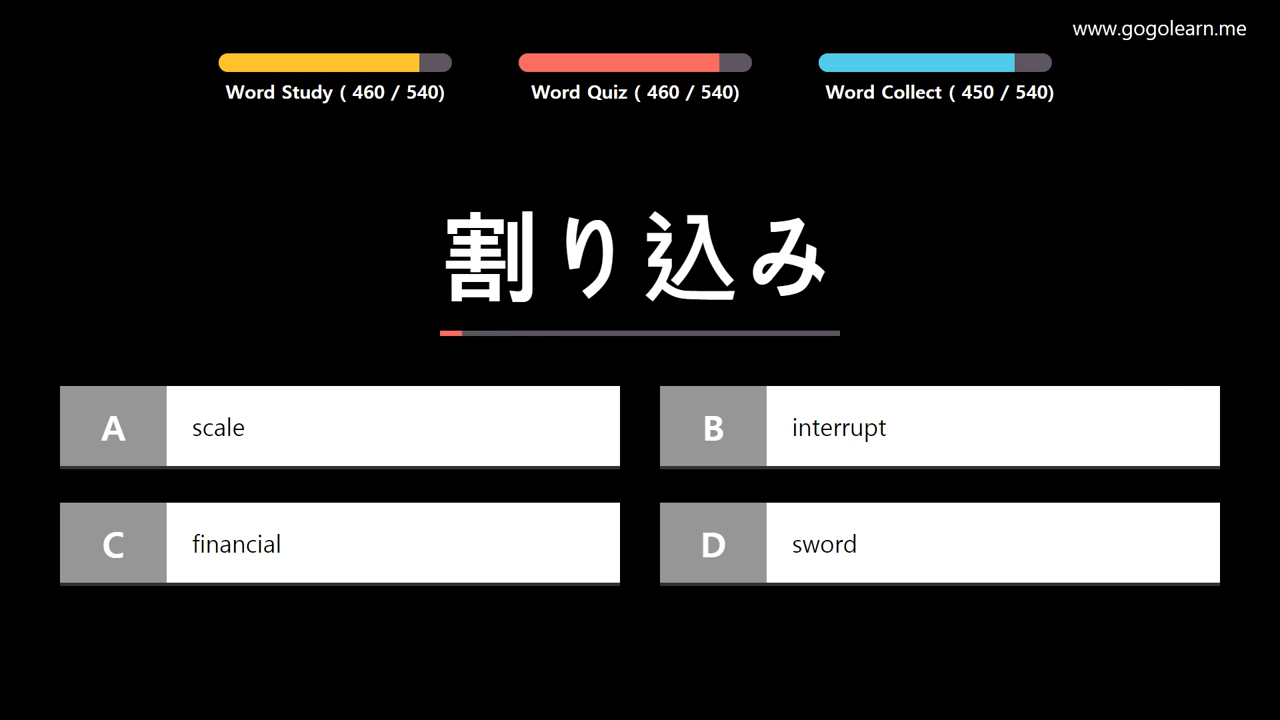 www.gogolearn.me
Word Study ( 460 / 540)
Word Quiz ( 460 / 540)
Word Collect ( 450 / 540)
割り込み
A scale
B interrupt
C financial
D sword